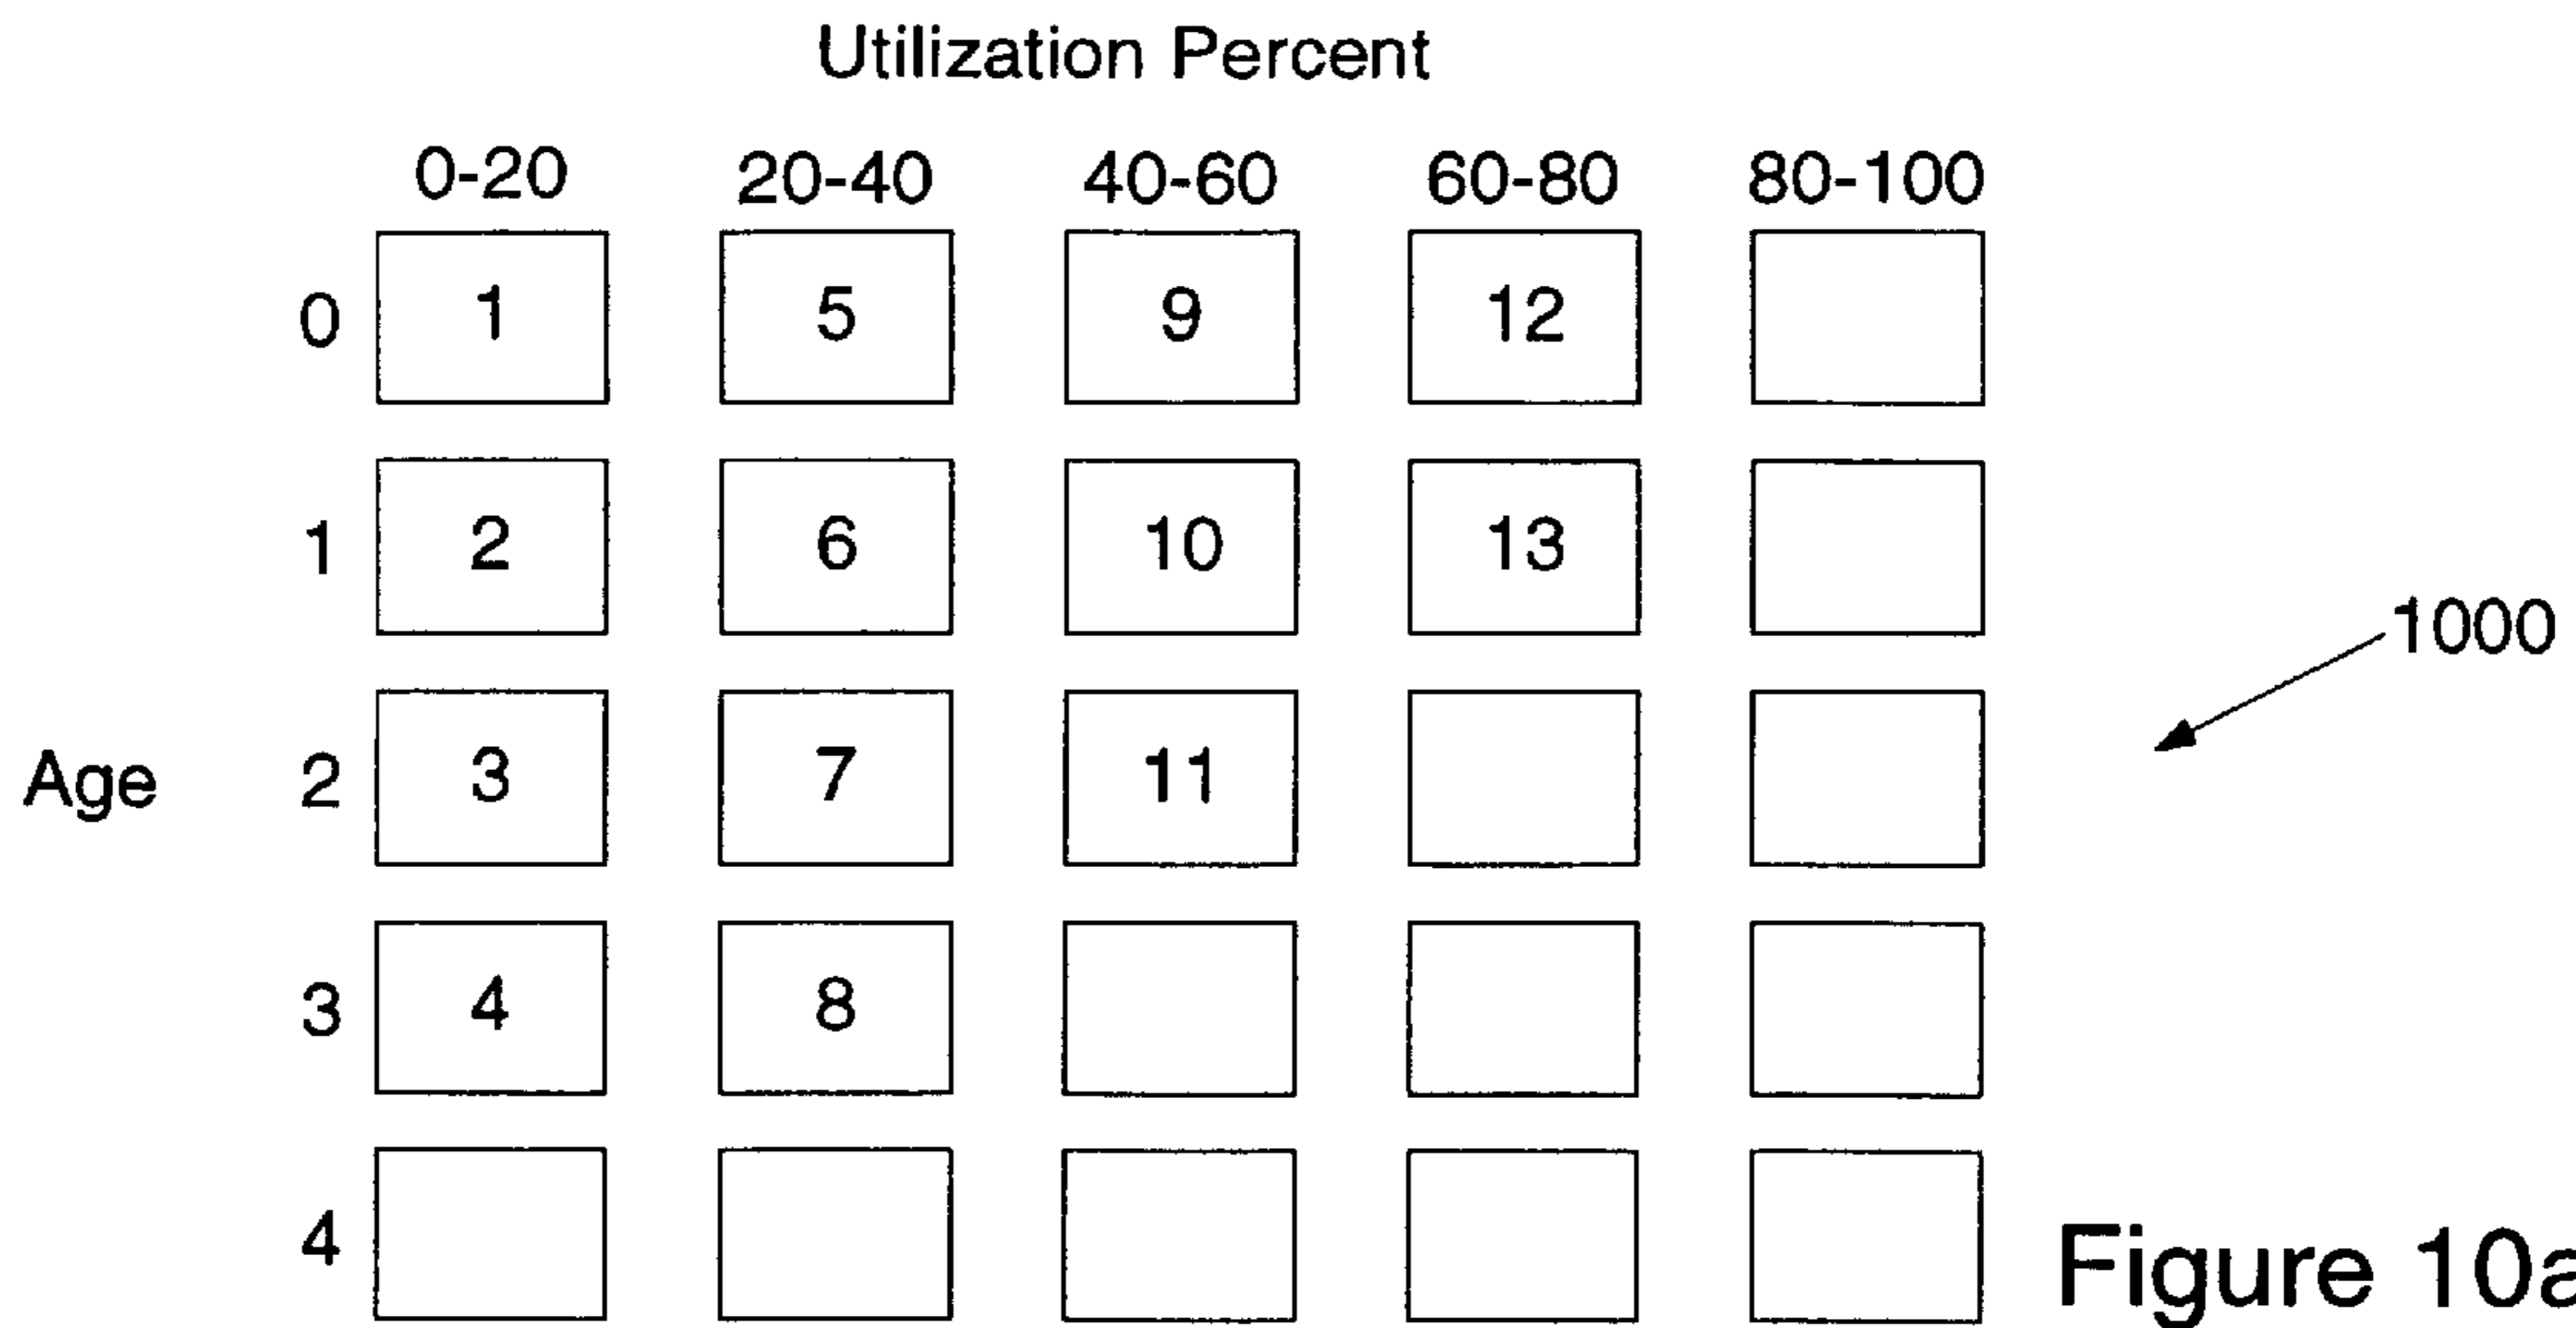 Utilization Percent
0-20 20-40 40-60 60-80 80-100
0 1 5 9 12
1 2 6 10 13
1000
Age 2 3 7 11
3 4 8
4
Figure 10a